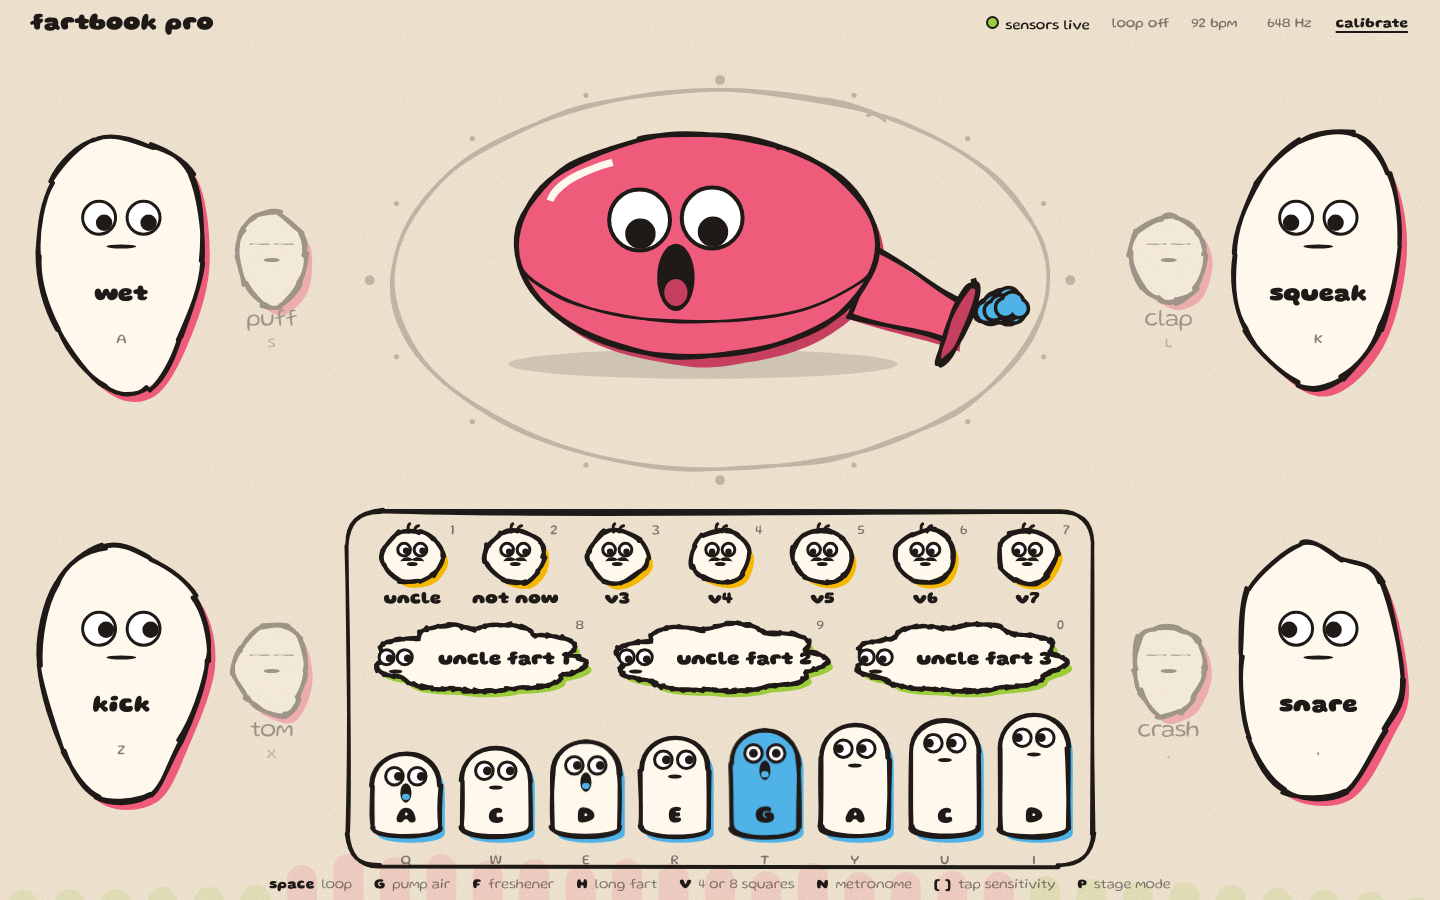 fartbook pro
sensors live loop off 92 bpm 648 Hz calibrate
wet
A
puff
S
clap
L
squeak
K
1 2 3 4 5 6 7
uncle not now v3 v4 v5 v6 v7
8 9 0
uncle fart 1 uncle fart 2 uncle fart 3
kick
Z
tom
X
crash
.
snare
,
A C D E G A C D
Q W E R T Y U I
space loop G pump air F freshener H long fart V 4 or 8 squares N metronome [ ] tap sensitivity P stage mode